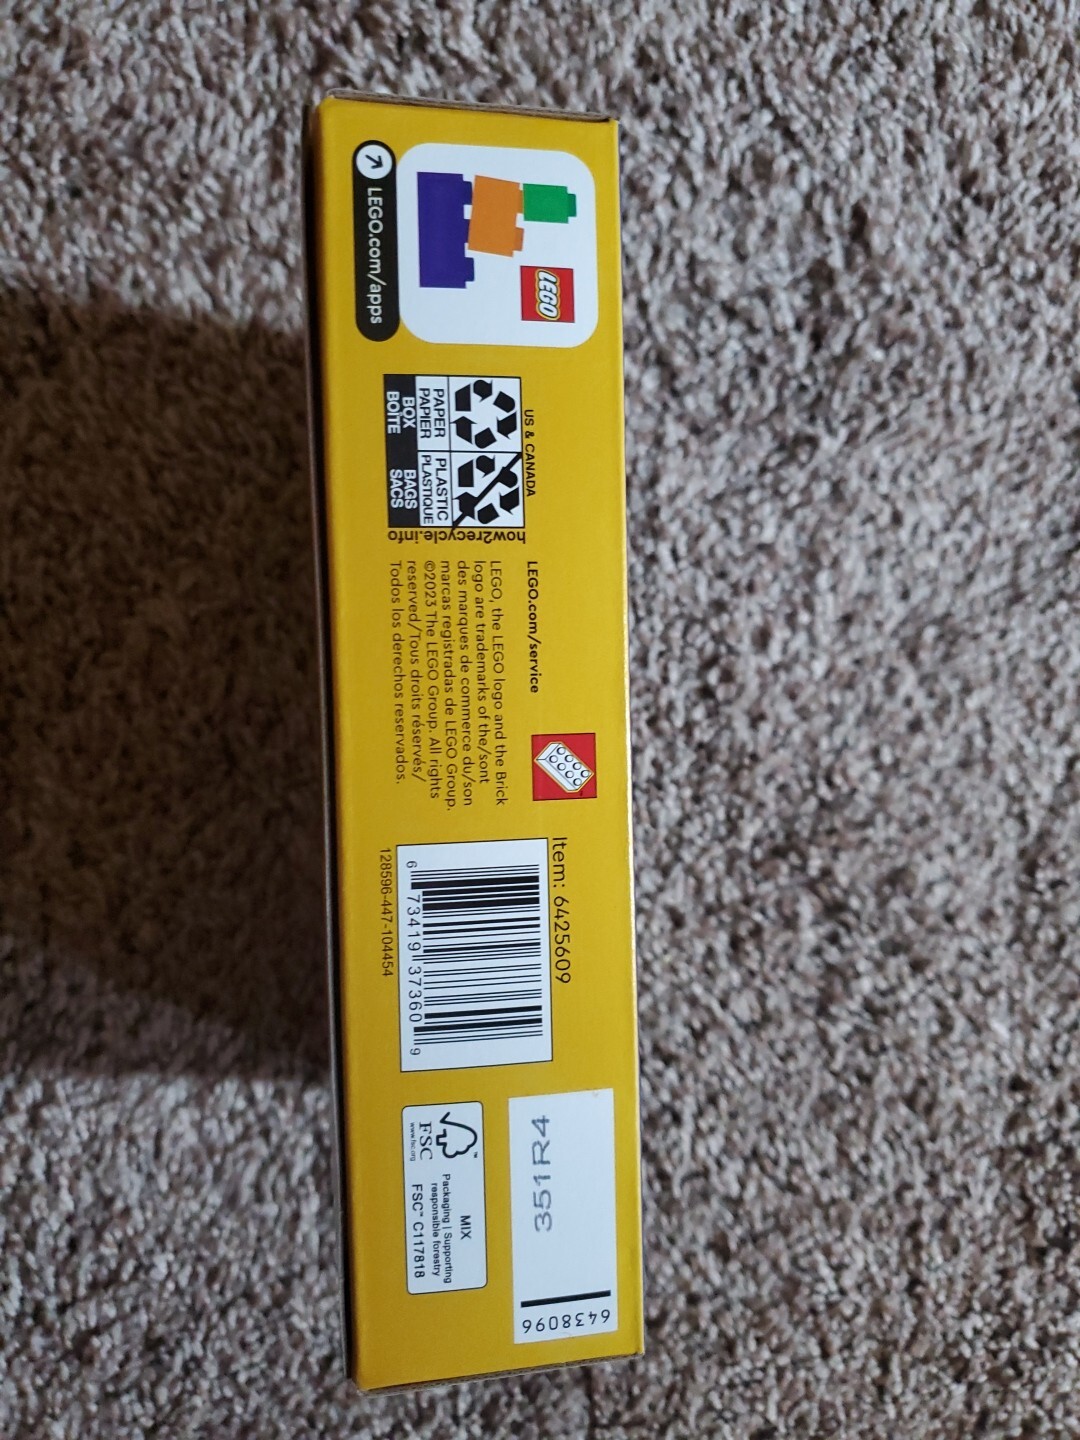 LEGO
LEGO.com/apps
US & CANADA
PAPER
PAPIER
PLASTIC
PLASTIQUE
BOX
BOÎTE
BAGS
SACS
how2recycle.info
LEGO.com/service
LEGO, the LEGO logo and the Brick
logo are trademarks of the/sont
des marques de commerce du/son
marcas registradas de LEGO Group.
©2023 The LEGO Group. All rights
reserved/Tous droits réservés/
Todos los derechos reservados.
Item: 6425609
6 73419 37360 9
128596-447-104454
351R4
6438096
FSC
www.fsc.org
MIX
Packaging | Supporting
responsible forestry
FSC™ C117818